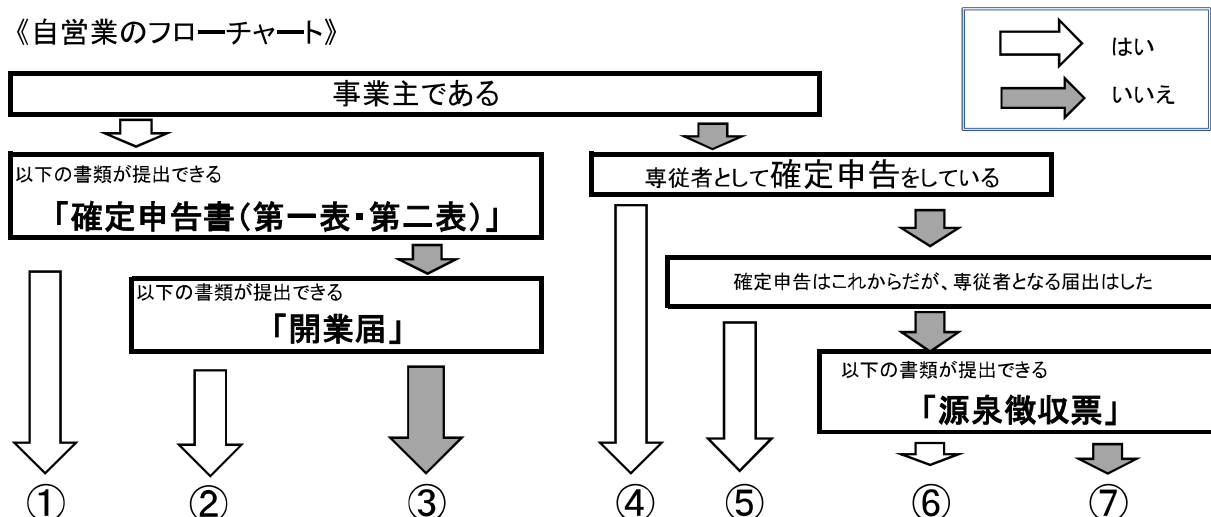 《自営業のフローチャート》
はい
いいえ
事業主である
以下の書類が提出できる
「確定申告書(第一表・第二表)」
専従者として確定申告をしている
確定申告はこれからだが、専従者となる届出はした
以下の書類が提出できる
「開業届」
以下の書類が提出できる
「源泉徴収票」
① ② ③ ④ ⑤ ⑥ ⑦